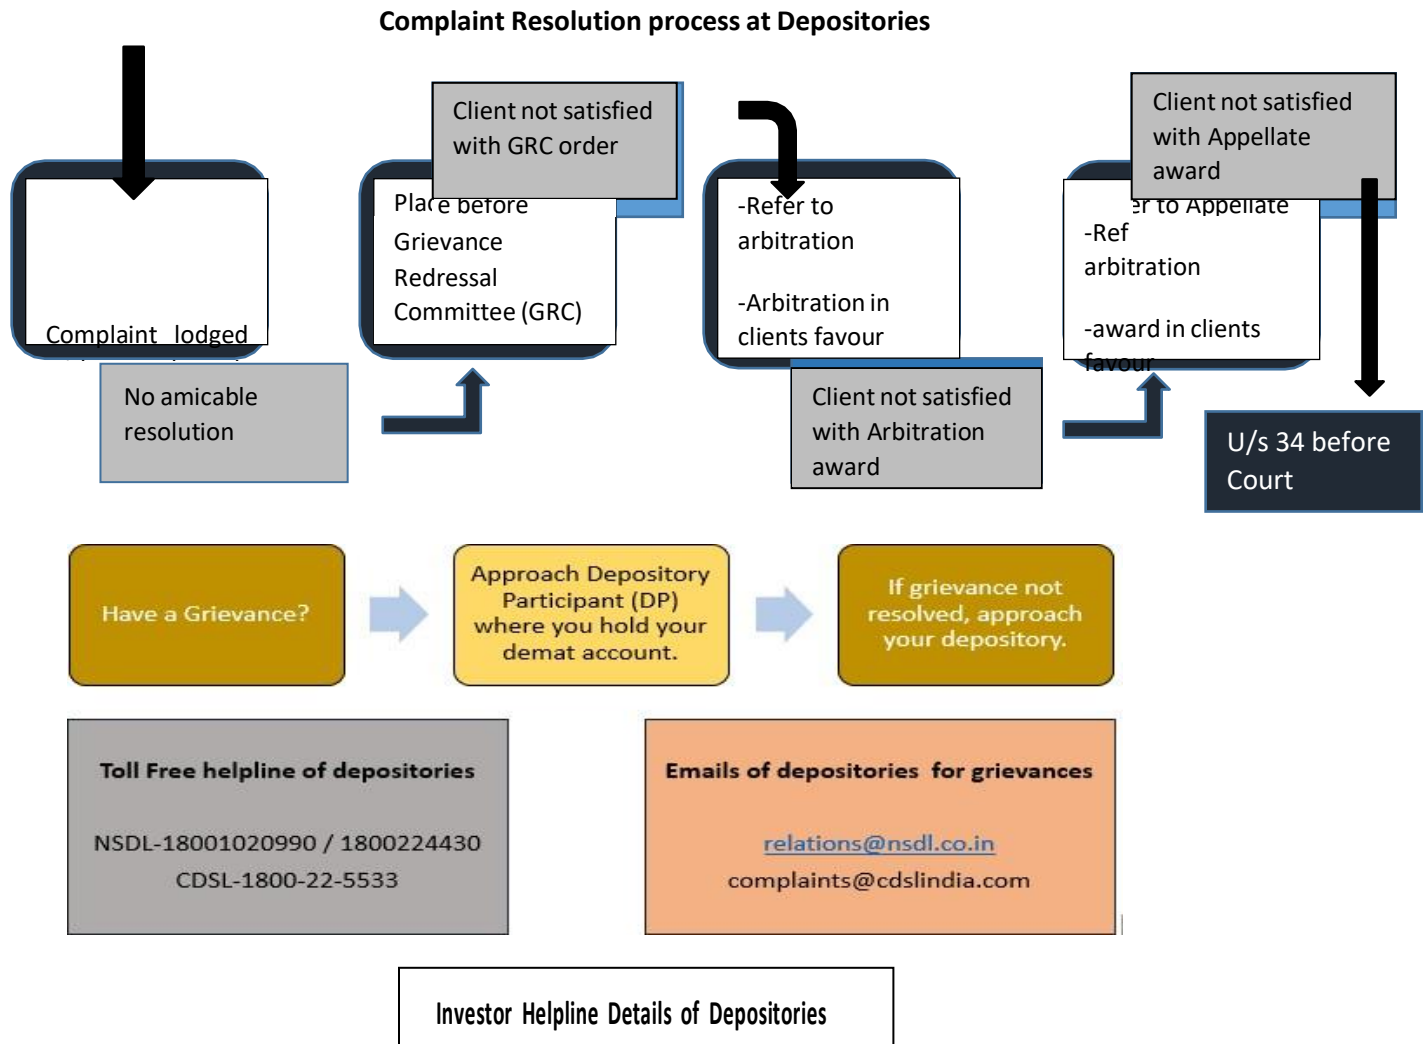 Complaint Resolution process at Depositories
Complaint lodged
No amicable
resolution
Client not satisfied
with GRC order
Place before
Grievance
Redressal
Committee (GRC)
-Refer to
arbitration
-Arbitration in
clients favour
Client not satisfied
with Arbitration
award
Client not satisfied
with Appellate
award
er to Appellate
-Ref
arbitration
-award in clients
favour
U/s 34 before
Court
Have a Grievance?
Approach Depository
Participant (DP)
where you hold your
demat account.
If grievance not
resolved, approach
your depository.
Toll Free helpline of depositories
NSDL-18001020990 / 1800224430
CDSL-1800-22-5533
Emails of depositories for grievances
relations@nsdl.co.in
complaints@cdslindia.com
Investor Helpline Details of Depositories